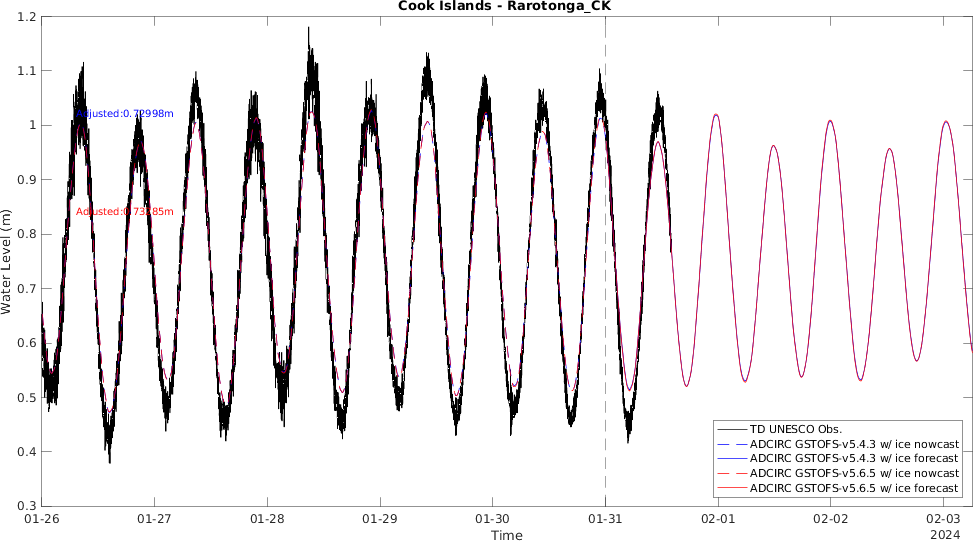 Cook Islands - Rarotonga_CK
1.2
1.1
1
0.9
0.8
0.7
0.6
0.5
0.4
0.3
Water Level (m)
Adjusted:0.72998m
TD UNESCO Obs.
ADCIRC GSTOFS-v5.4.3 w/ ice nowcast
ADCIRC GSTOFS-v5.4.3 w/ ice forecast
ADCIRC GSTOFS-v5.6.5 w/ ice nowcast
ADCIRC GSTOFS-v5.6.5 w/ ice forecast
01-26
01-27
01-28
01-29
01-30
01-31
02-01
02-02
02-03
Time
2024